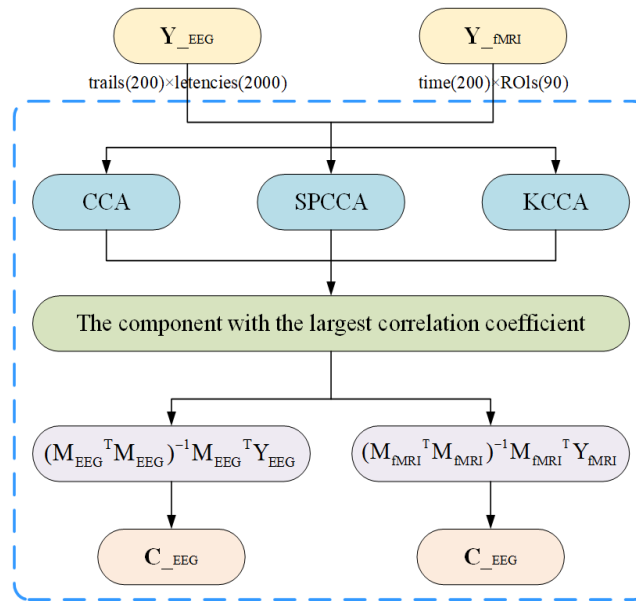 Y_EEG Y_fMRI
trails(200)×letencies(2000) time(200)×ROIs(90)
CCA SPCCA KCCA
The component with the largest correlation coefficient
(M_EEG^T M_EEG)^−1 M_EEG^T Y_EEG (M_fMRI^T M_fMRI)^−1 M_fMRI^T Y_fMRI
C_EEG C_EEG